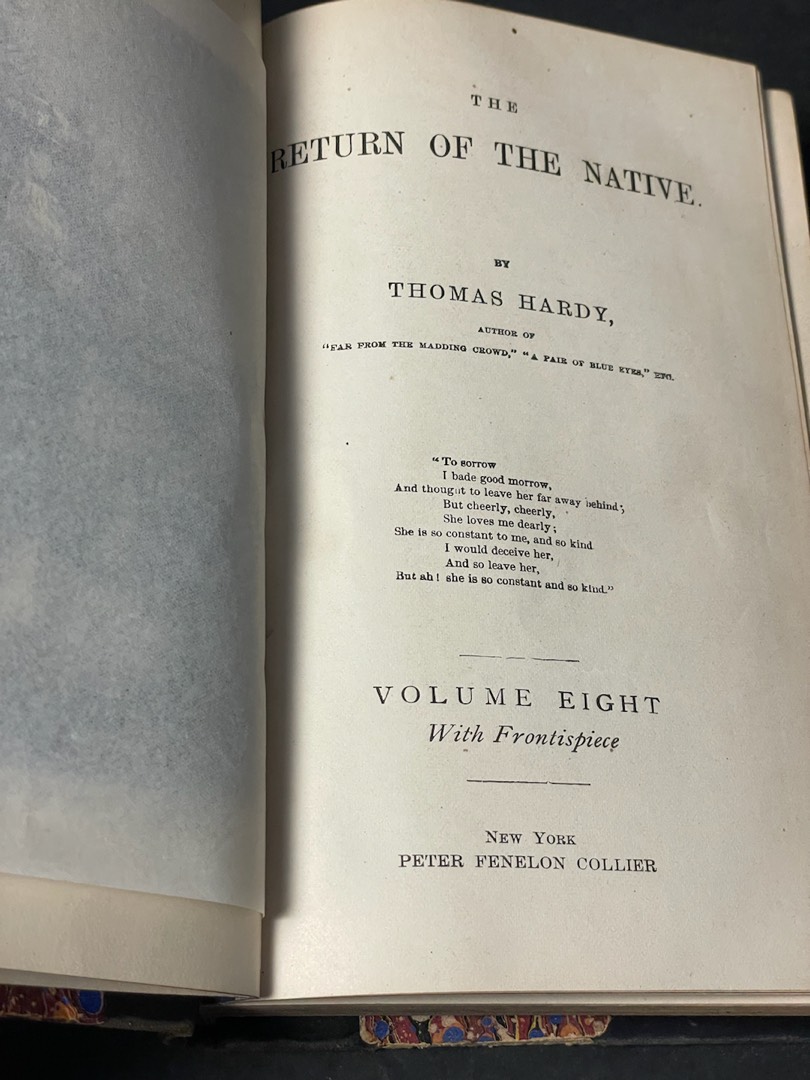 THE
RETURN OF THE NATIVE.
BY
THOMAS HARDY,
AUTHOR OF
"FAR FROM THE MADDING CROWD," "A PAIR OF BLUE EYES," ETC.
"To sorrow
I bade good morrow,
And thought to leave her far away behind;
But cheerly, cheerly,
She loves me dearly;
She is so constant to me, and so kind
I would deceive her,
And so leave her,
But ah! she is so constant and so kind."
VOLUME EIGHT
With Frontispiece
NEW YORK
PETER FENELON COLLIER